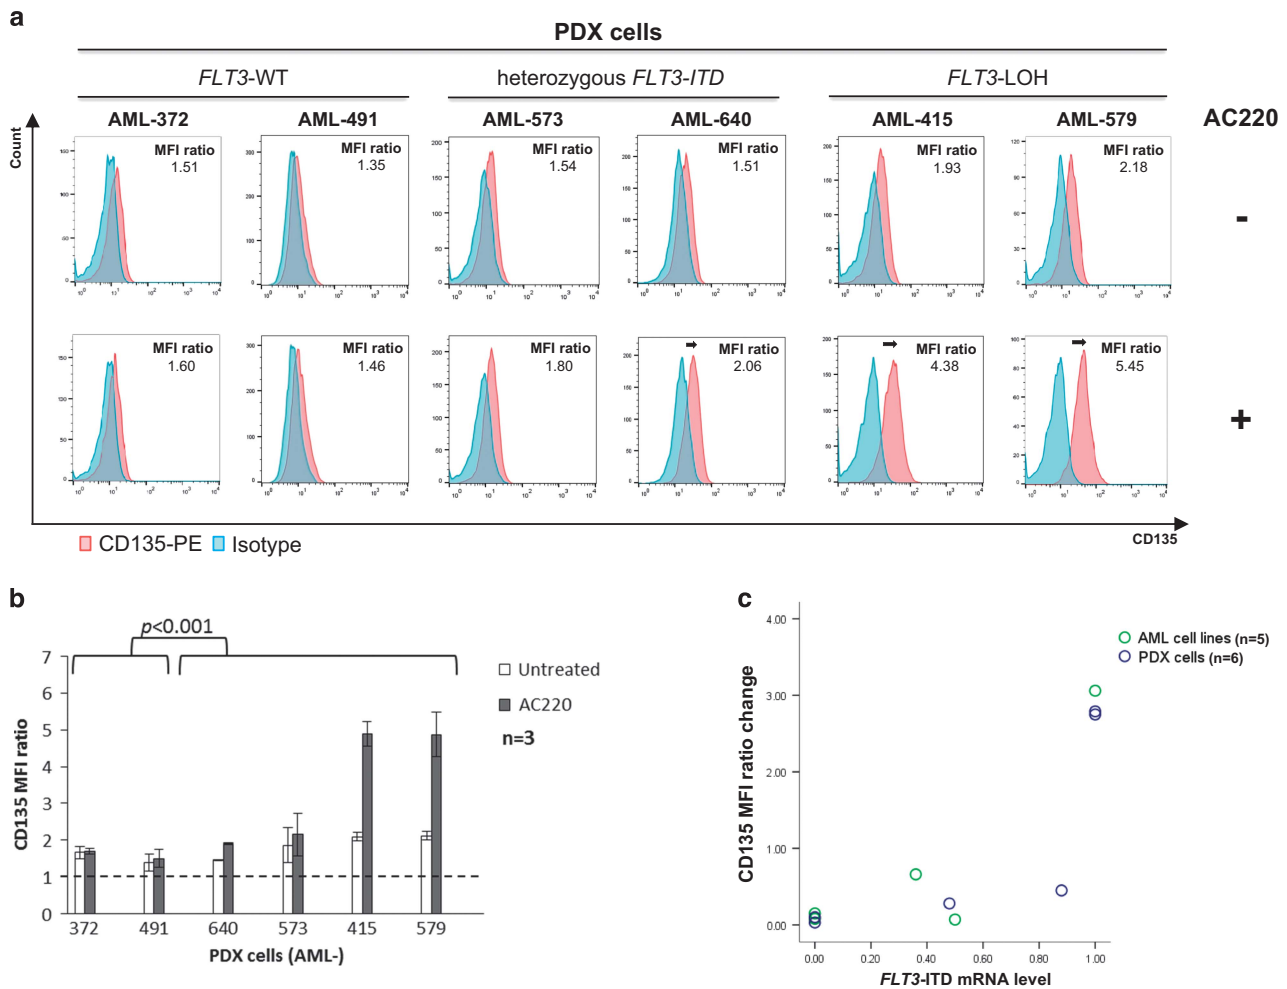 a
PDX cells
FLT3-WT
heterozygous FLT3-ITD
FLT3-LOH
AML-372
AML-491
AML-573
AML-640
AML-415
AML-579
AC220
Count
MFI ratio
1.51
MFI ratio
1.35
MFI ratio
1.54
MFI ratio
1.51
MFI ratio
1.93
MFI ratio
2.18
-
MFI ratio
1.60
MFI ratio
1.46
MFI ratio
1.80
MFI ratio
2.06
MFI ratio
4.38
MFI ratio
5.45
+
CD135
CD135-PE
Isotype
b
p<0.001
CD135 MFI ratio
7
6
5
4
3
2
1
0
372 491 640 573 415 579
PDX cells (AML-)
Untreated
AC220
n=3
c
CD135 MFI ratio change
4.00
3.00
2.00
1.00
0.00
0.00 0.20 0.40 0.60 0.80 1.00
FLT3-ITD mRNA level
AML cell lines (n=5)
PDX cells (n=6)